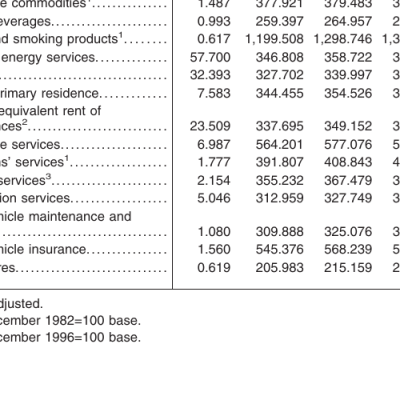 e commodities¹............... 1.487 377.921 379.483 3
everages...................... 0.993 259.397 264.957 2
nd smoking products¹........ 0.617 1,199.508 1,298.746 1,3
energy services............. 57.700 346.808 358.722 3
................................ 32.393 327.702 339.997 3
rimary residence............. 7.583 344.455 354.526 3
equivalent rent of
nces²........................... 23.509 337.695 349.152 3
e services.................... 6.987 564.201 577.076 5
ns' services¹.................. 1.777 391.807 408.843 4
services³...................... 2.154 355.232 367.479 3
ion services.................. 5.046 312.959 327.749 3
hicle maintenance and
................................ 1.080 309.888 325.076 3
hicle insurance............... 1.560 545.376 568.239 5
res............................. 0.619 205.983 215.159 2
djusted.
cember 1982=100 base.
cember 1996=100 base.